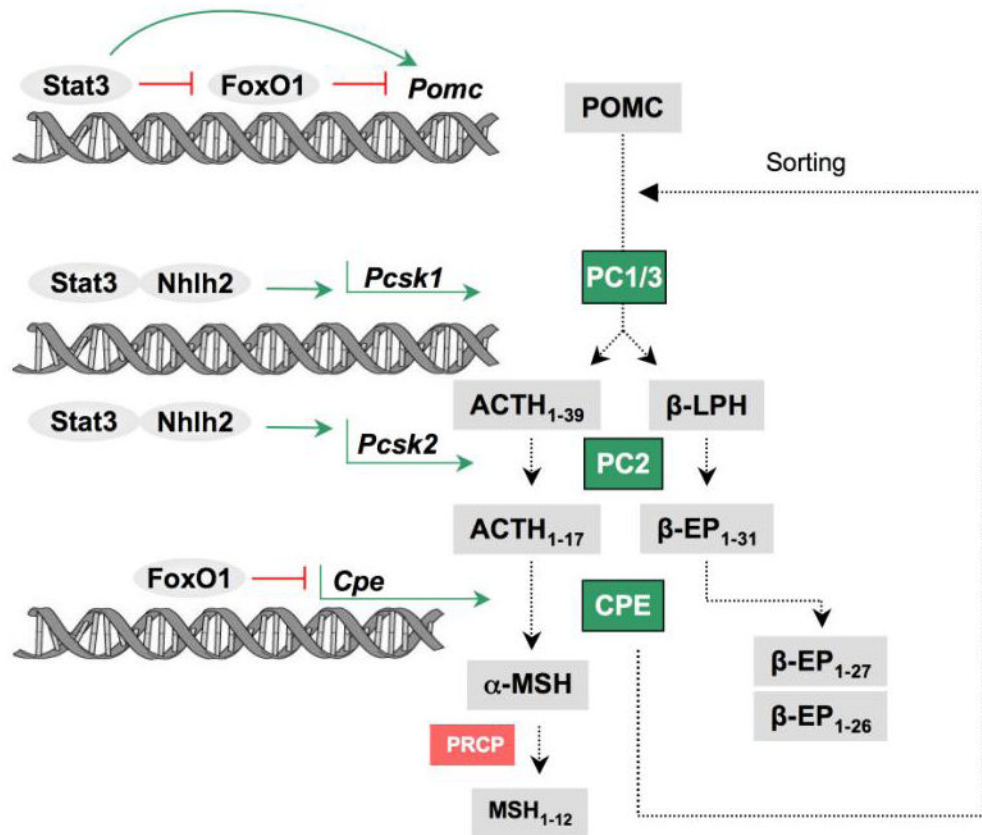 Stat3 FoxO1 Pomc
POMC
Sorting
Stat3 Nhlh2 Pcsk1
PC1/3
ACTH1-39 β-LPH
Stat3 Nhlh2 Pcsk2
PC2
ACTH1-17 β-EP1-31
FoxO1 Cpe
CPE
α-MSH
β-EP1-27
β-EP1-26
PRCP
MSH1-12